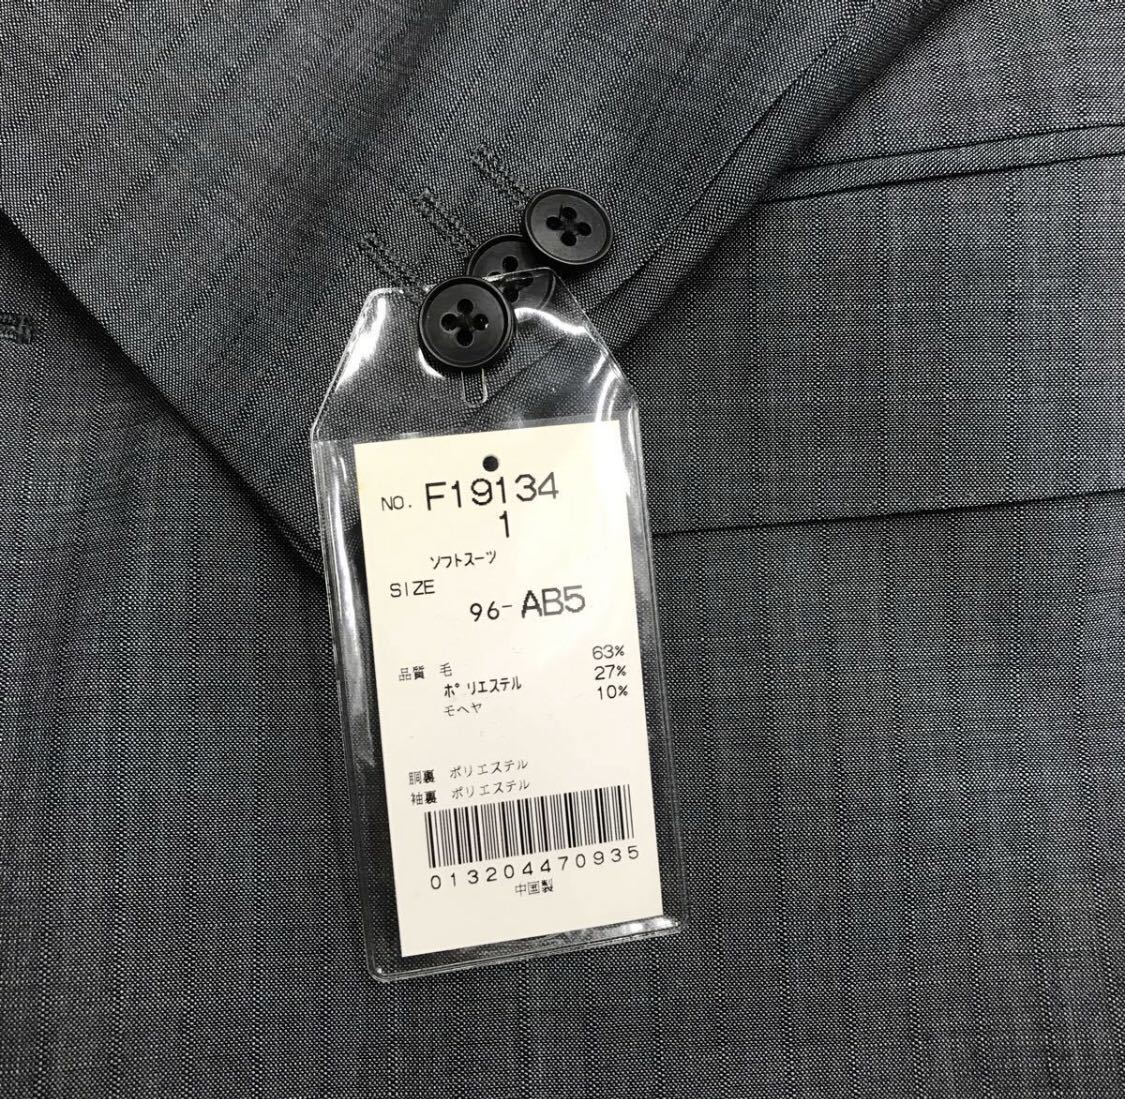 NO. F19134
1
ソフトスーツ
SIZE
96-AB5
品質 毛 63%
ポリエステル 27%
モヘヤ 10%
胴裏 ポリエステル
袖裏 ポリエステル
0132044470935
中国製